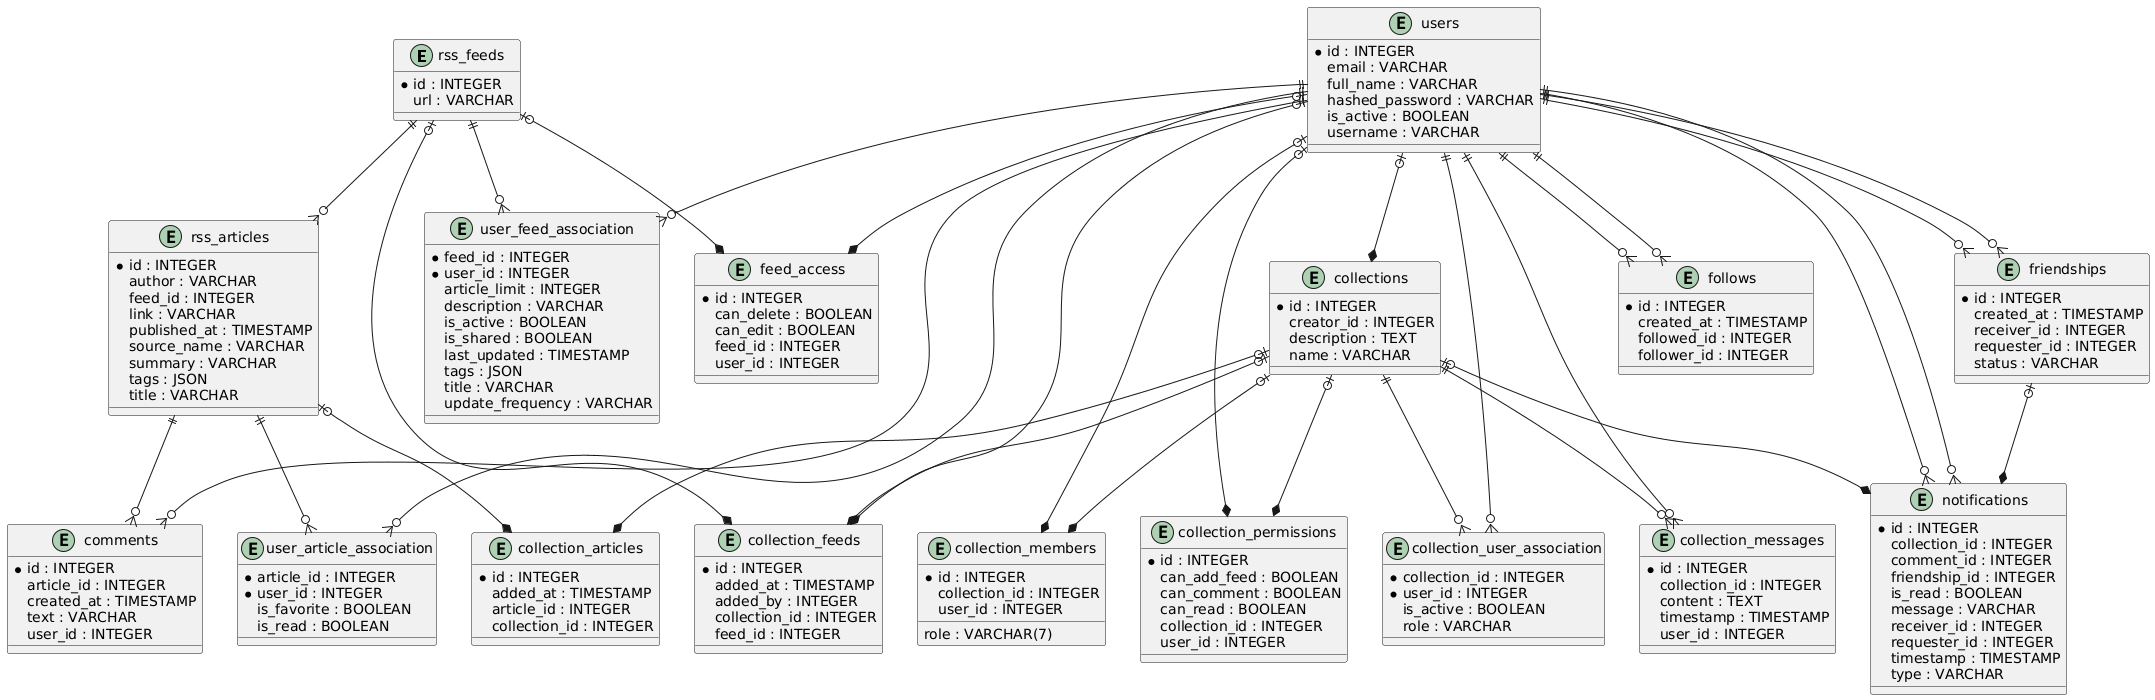 E users
* id : INTEGER
email : VARCHAR
full_name : VARCHAR
hashed_password : VARCHAR
is_active : BOOLEAN
username : VARCHAR
E rss_feeds
* id : INTEGER
url : VARCHAR
E rss_articles
* id : INTEGER
author : VARCHAR
feed_id : INTEGER
link : VARCHAR
published_at : TIMESTAMP
source_name : VARCHAR
summary : VARCHAR
tags : JSON
title : VARCHAR
E user_feed_association
* feed_id : INTEGER
* user_id : INTEGER
article_limit : INTEGER
description : VARCHAR
is_active : BOOLEAN
is_shared : BOOLEAN
last_updated : TIMESTAMP
tags : JSON
title : VARCHAR
update_frequency : VARCHAR
E feed_access
* id : INTEGER
can_delete : BOOLEAN
can_edit : BOOLEAN
feed_id : INTEGER
user_id : INTEGER
E collections
* id : INTEGER
creator_id : INTEGER
description : TEXT
name : VARCHAR
E follows
* id : INTEGER
created_at : TIMESTAMP
followed_id : INTEGER
follower_id : INTEGER
E friendships
* id : INTEGER
created_at : TIMESTAMP
receiver_id : INTEGER
requester_id : INTEGER
status : VARCHAR
E comments
* id : INTEGER
article_id : INTEGER
created_at : TIMESTAMP
text : VARCHAR
user_id : INTEGER
E user_article_association
* article_id : INTEGER
* user_id : INTEGER
is_favorite : BOOLEAN
is_read : BOOLEAN
E collection_articles
* id : INTEGER
added_at : TIMESTAMP
article_id : INTEGER
collection_id : INTEGER
E collection_feeds
* id : INTEGER
added_at : TIMESTAMP
added_by : INTEGER
collection_id : INTEGER
feed_id : INTEGER
E collection_members
* id : INTEGER
collection_id : INTEGER
user_id : INTEGER
role : VARCHAR(7)
E collection_permissions
* id : INTEGER
can_add_feed : BOOLEAN
can_comment : BOOLEAN
can_read : BOOLEAN
collection_id : INTEGER
user_id : INTEGER
E collection_user_association
* collection_id : INTEGER
* user_id : INTEGER
is_active : BOOLEAN
role : VARCHAR
E collection_messages
* id : INTEGER
collection_id : INTEGER
content : TEXT
timestamp : TIMESTAMP
user_id : INTEGER
E notifications
* id : INTEGER
collection_id : INTEGER
comment_id : INTEGER
friendship_id : INTEGER
is_read : BOOLEAN
message : VARCHAR
receiver_id : INTEGER
requester_id : INTEGER
timestamp : TIMESTAMP
type : VARCHAR